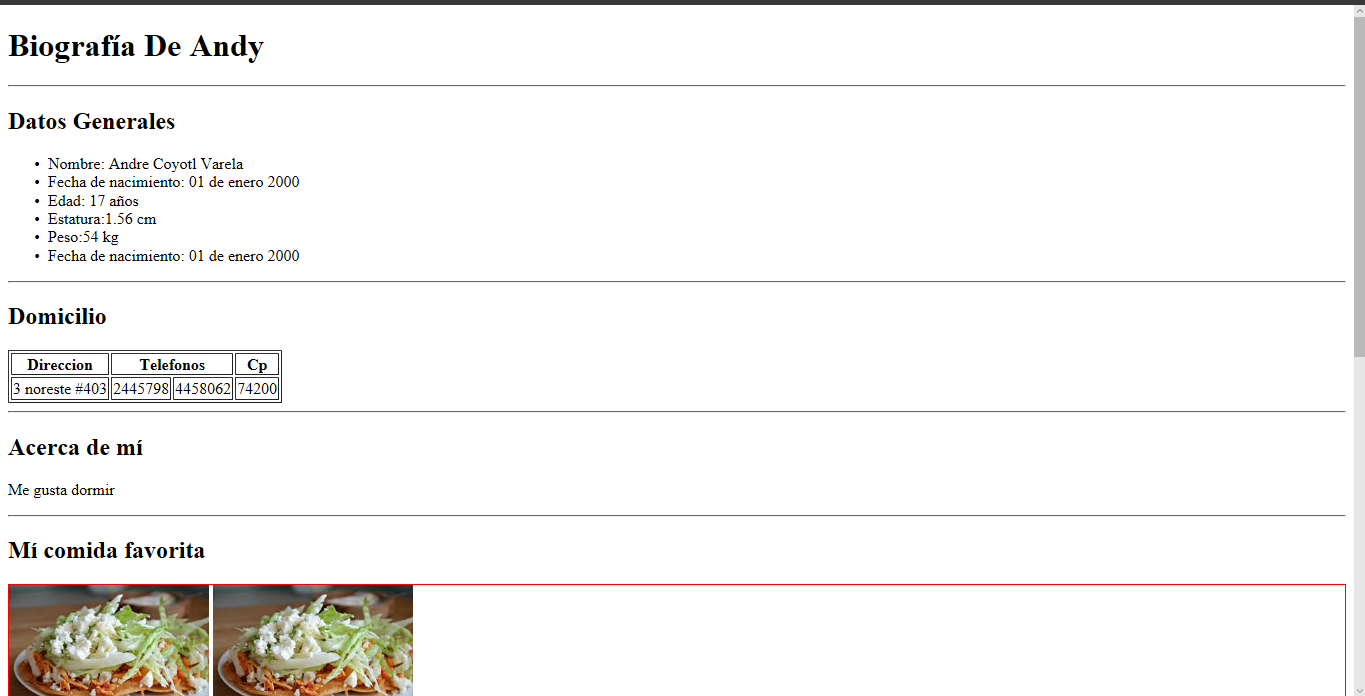 Biografía De Andy
Datos Generales
Nombre: Andre Coyotl Varela
Fecha de nacimiento: 01 de enero 2000
Edad: 17 años
Estatura:1.56 cm
Peso:54 kg
Fecha de nacimiento: 01 de enero 2000
Domicilio
Direccion Telefonos Cp
3 noreste #403 2445798 4458062 74200
Acerca de mí
Me gusta dormir
Mí comida favorita